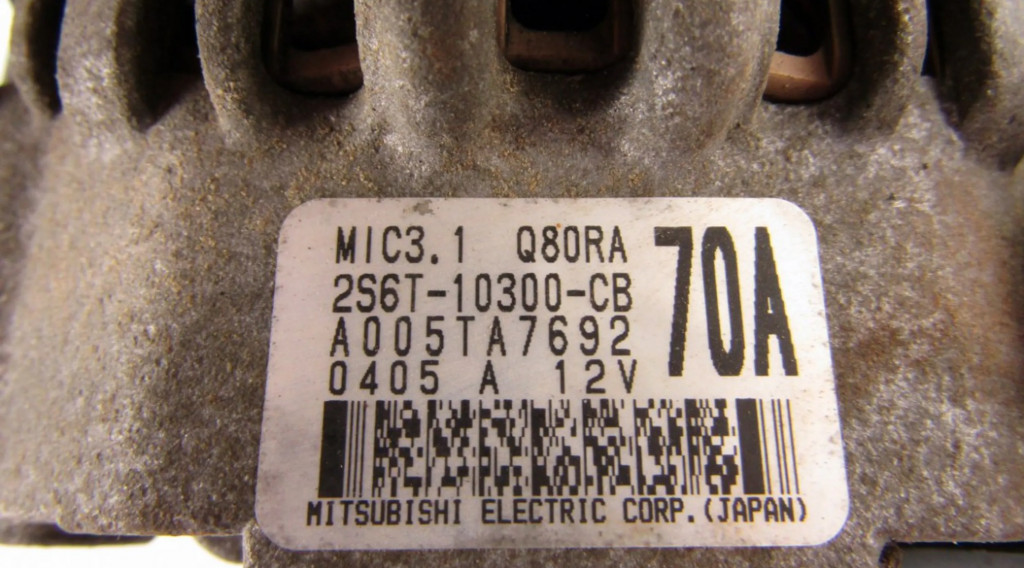 MIC3.1 Q80RA
70A
2S6T-10300-CB
A005TA7692
0405 A 12V
MITSUBISHI ELECTRIC CORP.(JAPAN)